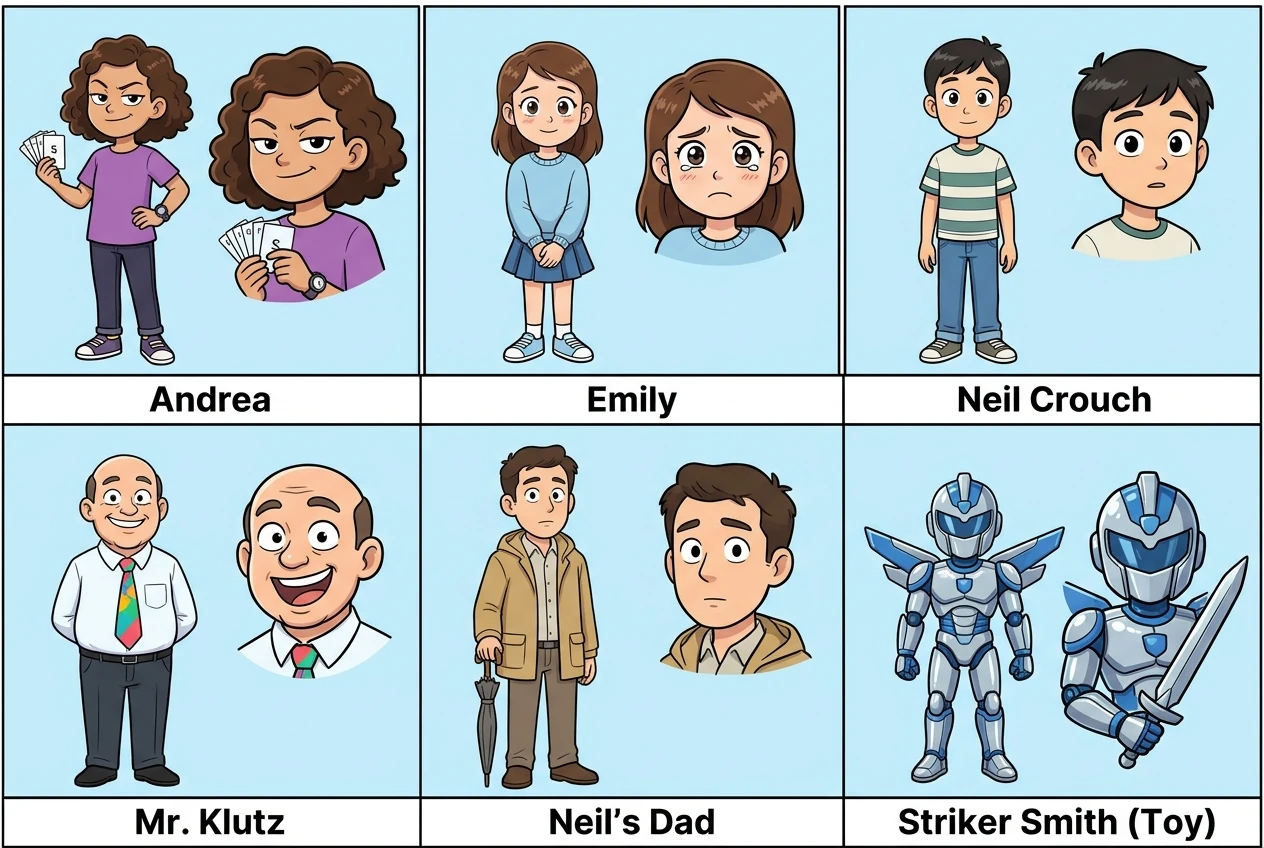 S
S
Andrea
Emily
Neil Crouch
Mr. Klutz
Neil's Dad
Striker Smith (Toy)